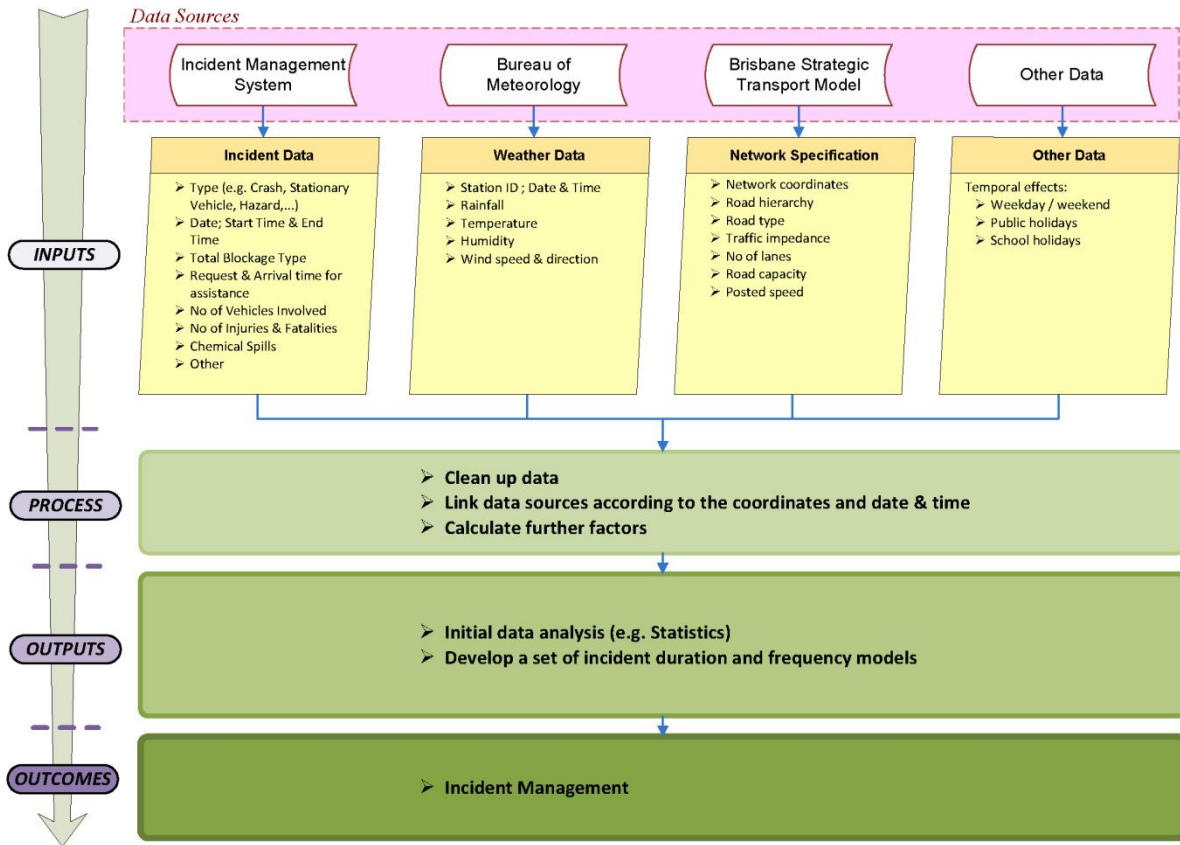 Data Sources
Incident Management
System
Bureau of
Meteorology
Brisbane Strategic
Transport Model
Other Data
INPUTS
Incident Data
➢ Type (e.g. Crash, Stationary
Vehicle, Hazard,...)
➢ Date; Start Time & End
Time
➢ Total Blockage Type
➢ Request & Arrival time for
assistance
➢ No of Vehicles Involved
➢ No of Injuries & Fatalities
➢ Chemical Spills
➢ Other
Weather Data
➢ Station ID ; Date & Time
➢ Rainfall
➢ Temperature
➢ Humidity
➢ Wind speed & direction
Network Specification
➢ Network coordinates
➢ Road hierarchy
➢ Road type
➢ Traffic impedance
➢ No of lanes
➢ Road capacity
➢ Posted speed
Other Data
Temporal effects:
➢ Weekday / weekend
➢ Public holidays
➢ School holidays
PROCESS
➢ Clean up data
➢ Link data sources according to the coordinates and date & time
➢ Calculate further factors
OUTPUTS
➢ Initial data analysis (e.g. Statistics)
➢ Develop a set of incident duration and frequency models
OUTCOMES
➢ Incident Management